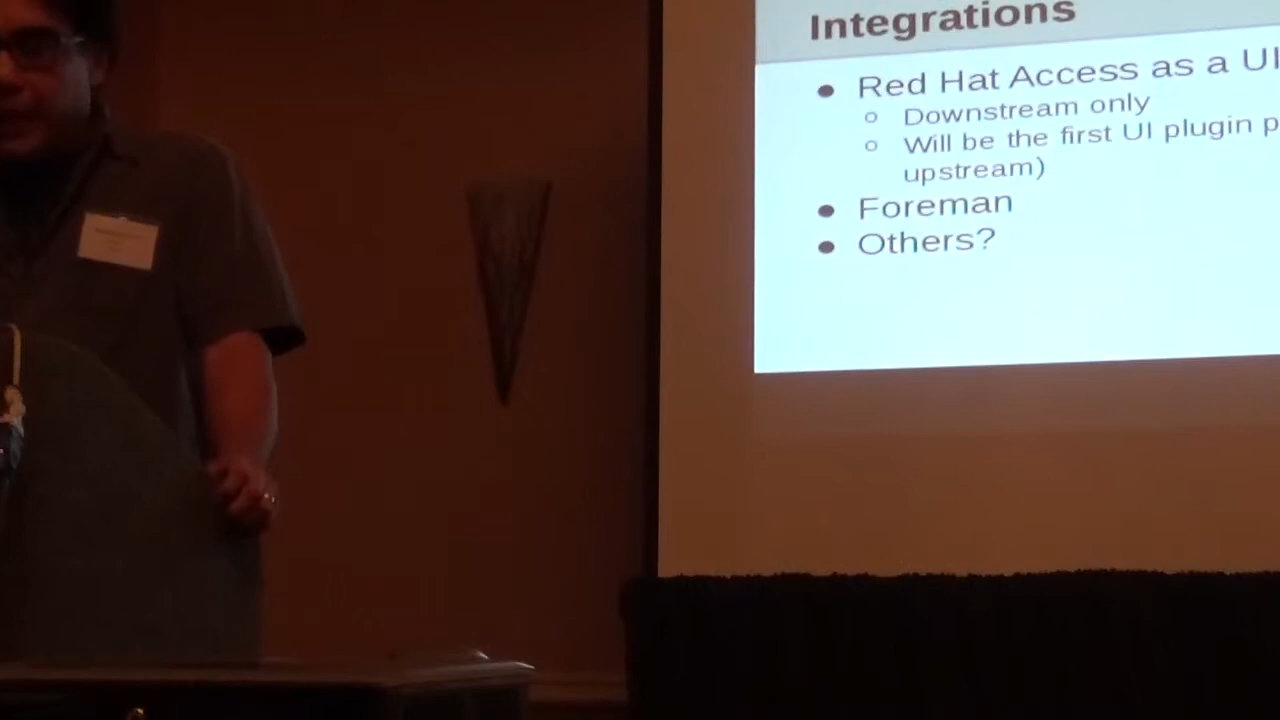 Integrations
● Red Hat Access as a UI
○ Downstream only
○ Will be the first UI plugin p
upstream)
● Foreman
● Others?